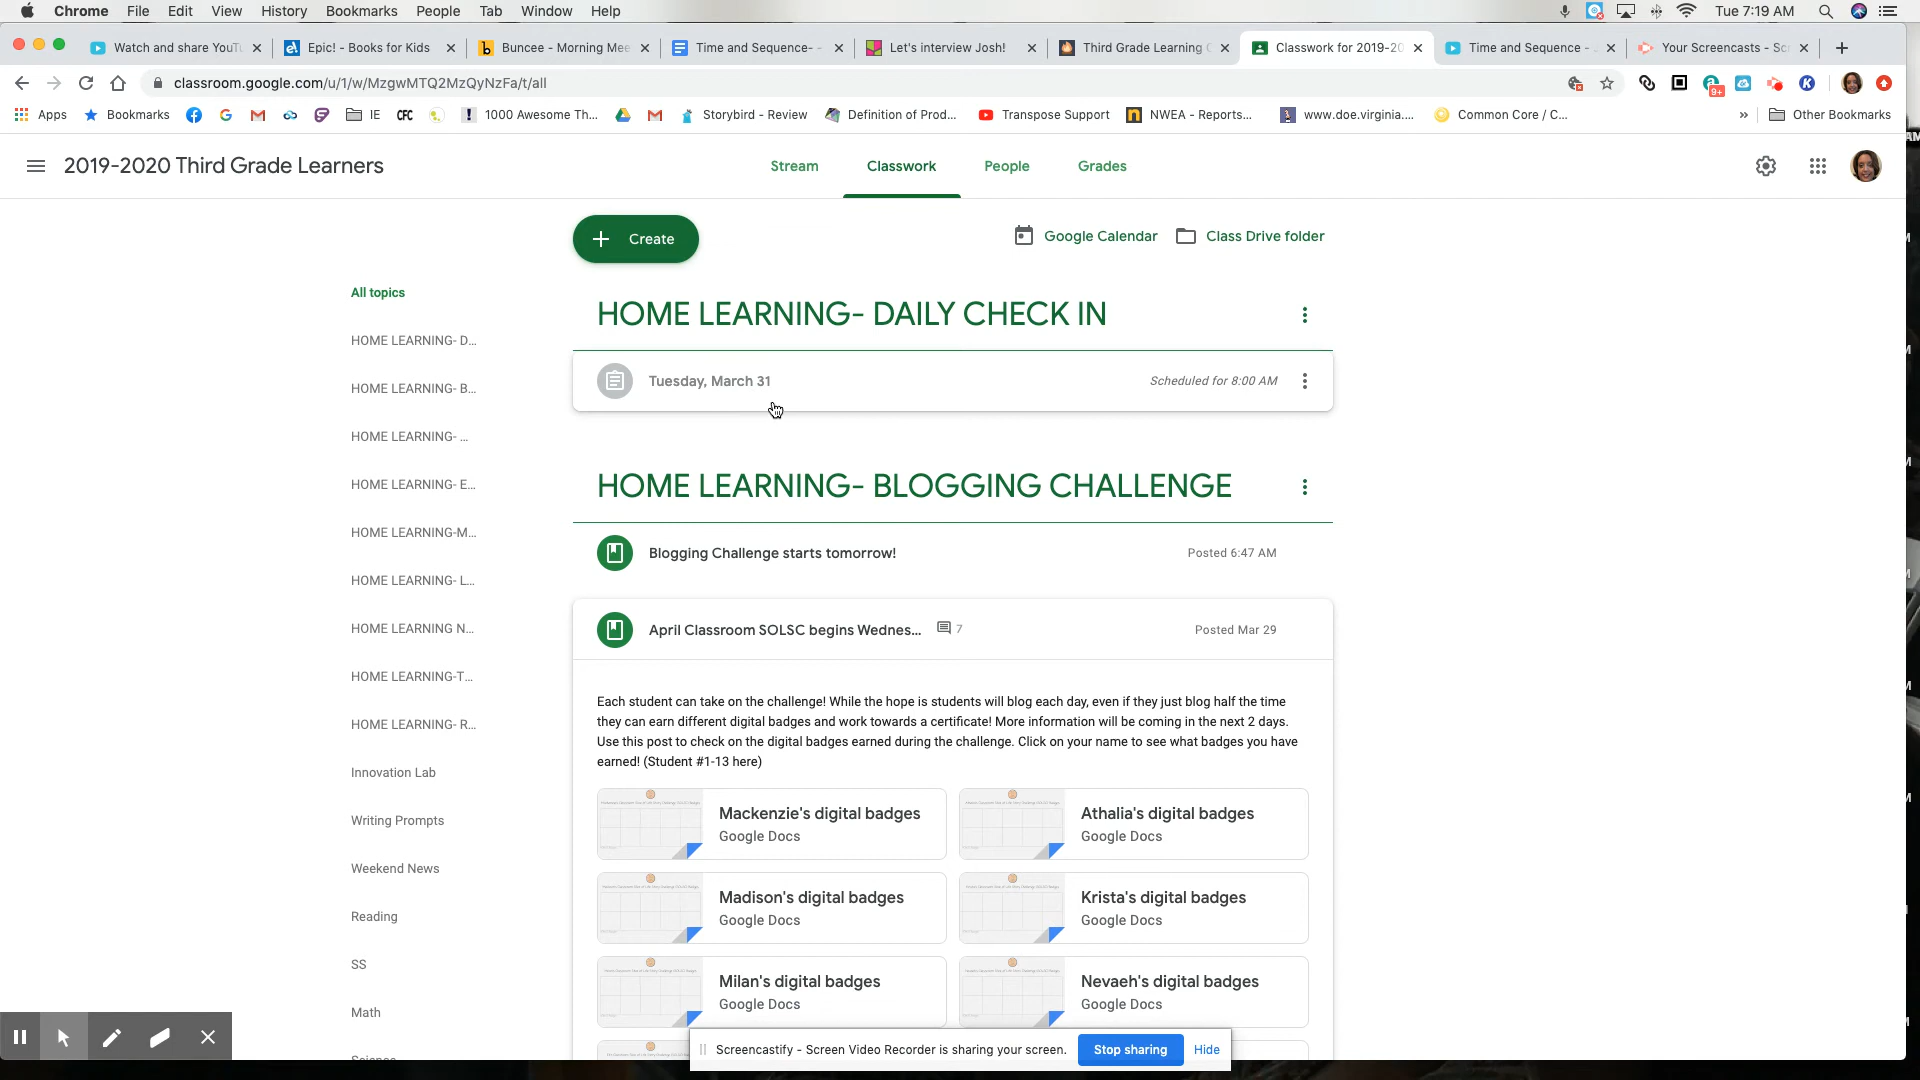 Chrome File Edit View History Bookmarks People Tab Window Help Tue 7:19 AM
Watch and share YouTu
Epic! - Books for Kids
Buncee - Morning Mee
Time and Sequence-
Let's interview Josh!
Third Grade Learning
Classwork for 2019-20
Time and Sequence -
Your Screencasts - Sc
classroom.google.com/u/1/w/MzgwMTQ2MzQyNzFa/t/all
9+
Apps Bookmarks IE CFC 1000 Awesome Th... Storybird - Review Definition of Prod... Transpose Support NWEA - Reports... www.doe.virginia.... Common Core / C... » Other Bookmarks
2019-2020 Third Grade Learners
Stream Classwork People Grades
Create
Google Calendar Class Drive folder
All topics
HOME LEARNING- D...
HOME LEARNING- B...
HOME LEARNING- ...
HOME LEARNING- E...
HOME LEARNING-M...
HOME LEARNING- L...
HOME LEARNING N...
HOME LEARNING-T...
HOME LEARNING- R...
Innovation Lab
Writing Prompts
Weekend News
Reading
SS
Math
Science
HOME LEARNING- DAILY CHECK IN
Tuesday, March 31 Scheduled for 8:00 AM
HOME LEARNING- BLOGGING CHALLENGE
Blogging Challenge starts tomorrow! Posted 6:47 AM
April Classroom SOLSC begins Wednes... 7 Posted Mar 29
Each student can take on the challenge! While the hope is students will blog each day, even if they just blog half the time
they can earn different digital badges and work towards a certificate! More information will be coming in the next 2 days.
Use this post to check on the digital badges earned during the challenge. Click on your name to see what badges you have
earned! (Student #1-13 here)
Mackenzie's digital badges
Google Docs
Athalia's digital badges
Google Docs
Madison's digital badges
Google Docs
Krista's digital badges
Google Docs
Milan's digital badges
Google Docs
Nevaeh's digital badges
Google Docs
Screencastify - Screen Video Recorder is sharing your screen. Stop sharing Hide